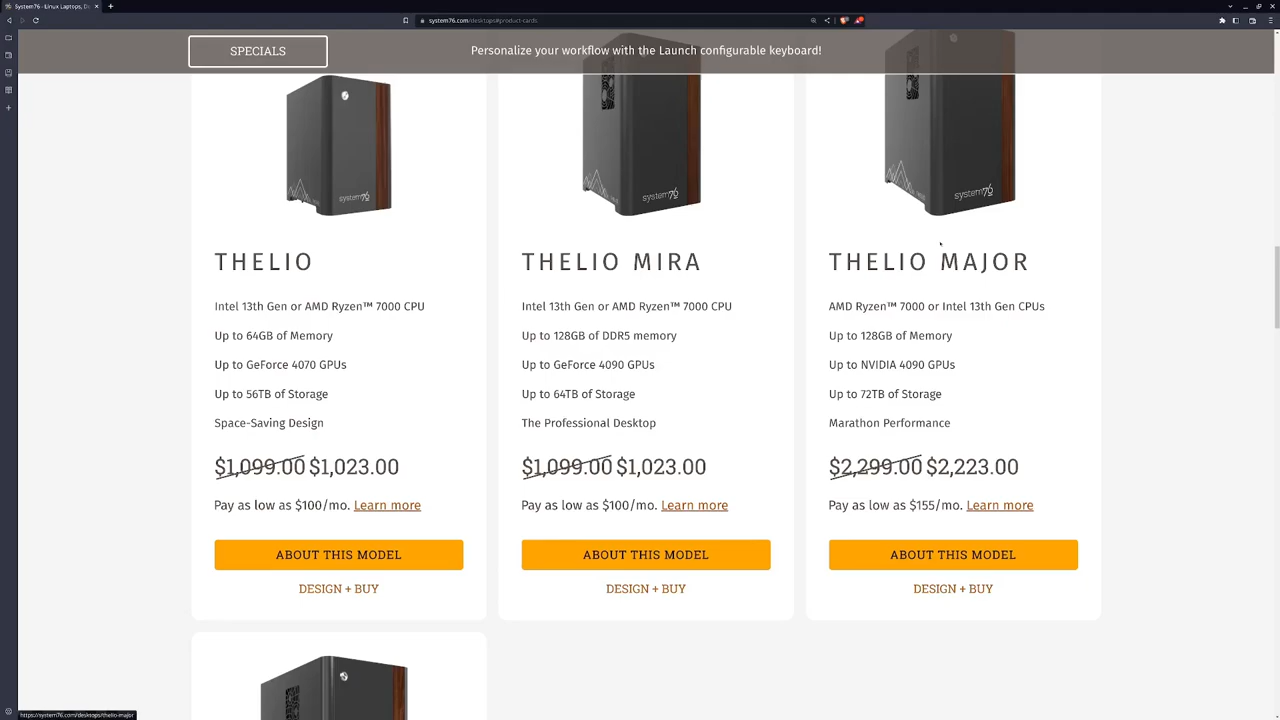 System76 - Linux Laptops, D
system76.com/desktops#product-cards
SPECIALS
Personalize your workflow with the Launch configurable keyboard!
system76
system76
system76
THELIO
Intel 13th Gen or AMD Ryzen™ 7000 CPU
Up to 64GB of Memory
Up to GeForce 4070 GPUs
Up to 56TB of Storage
Space-Saving Design
$1,099.00 $1,023.00
Pay as low as $100/mo. Learn more
ABOUT THIS MODEL
DESIGN + BUY
THELIO MIRA
Intel 13th Gen or AMD Ryzen™ 7000 CPU
Up to 128GB of DDR5 memory
Up to GeForce 4090 GPUs
Up to 64TB of Storage
The Professional Desktop
$1,099.00 $1,023.00
Pay as low as $100/mo. Learn more
ABOUT THIS MODEL
DESIGN + BUY
THELIO MAJOR
AMD Ryzen™ 7000 or Intel 13th Gen CPUs
Up to 128GB of Memory
Up to NVIDIA 4090 GPUs
Up to 72TB of Storage
Marathon Performance
$2,299.00 $2,223.00
Pay as low as $155/mo. Learn more
ABOUT THIS MODEL
DESIGN + BUY
https://system76.com/desktops/thelio-major